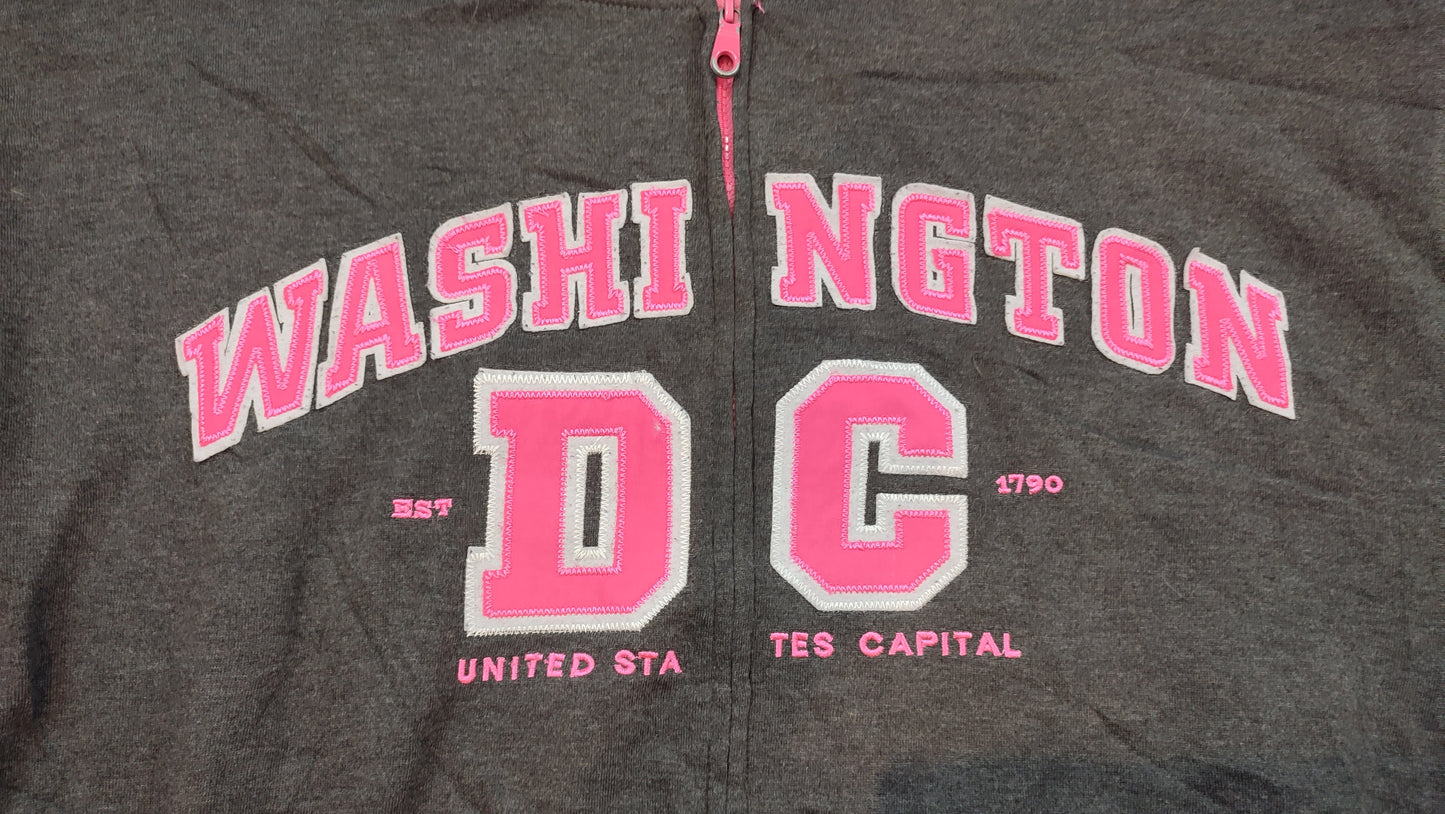 WASHINGTON
EST DC 1790
UNITED STATES CAPITAL